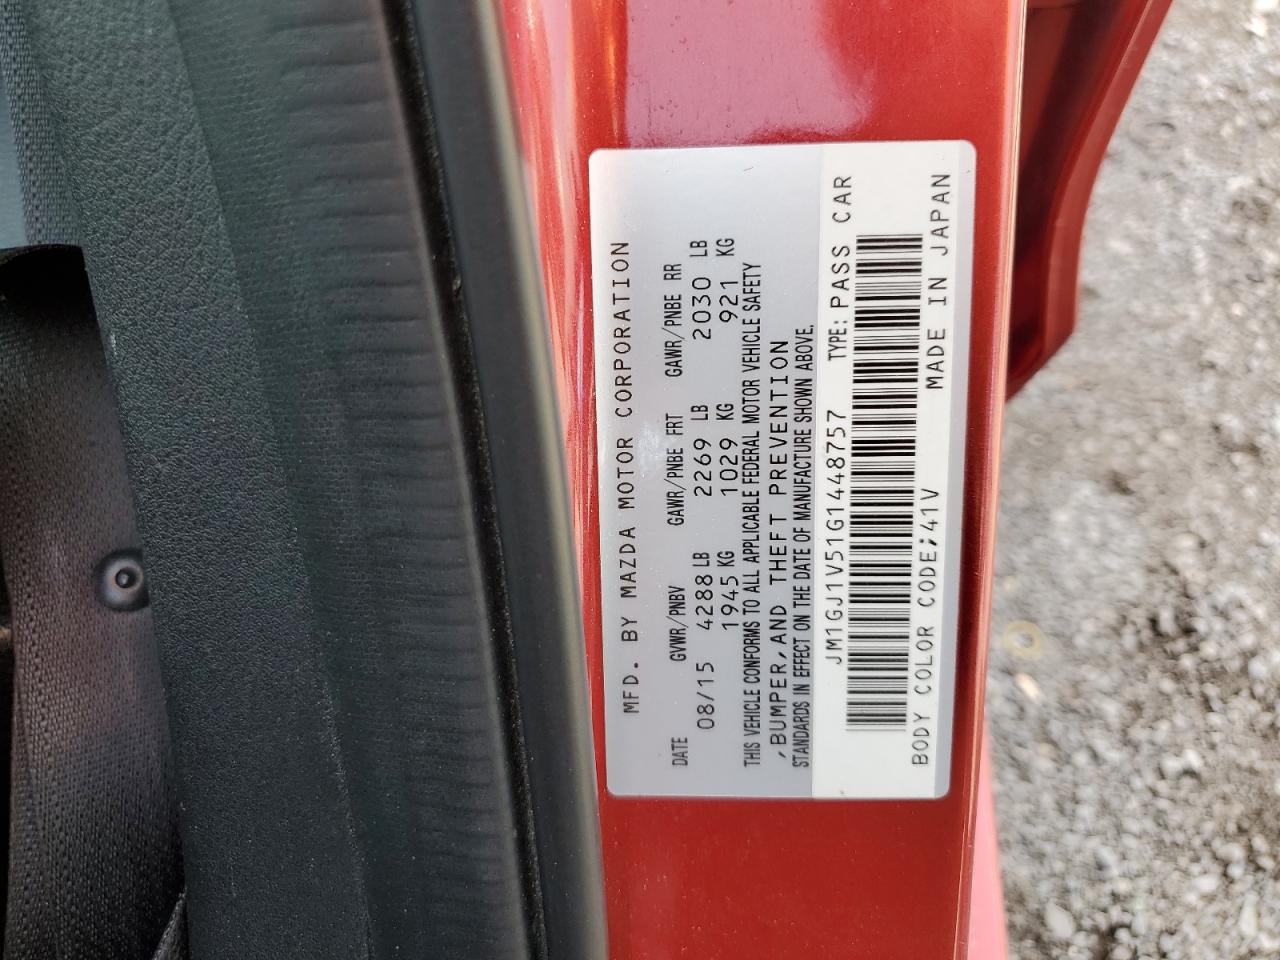 MFD. BY MAZDA MOTOR CORPORATION
DATE GVWR/PNBV GAWR/PNBE FRT GAWR/PNBE RR
08/15 4288 LB 2269 LB 2030 LB
1945 KG 1029 KG 921 KG
THIS VEHICLE CONFORMS TO ALL APPLICABLE FEDERAL MOTOR VEHICLE SAFETY
,BUMPER,AND THEFT PREVENTION
STANDARDS IN EFFECT ON THE DATE OF MANUFACTURE SHOWN ABOVE.
JM1GJ1V51G1448757 TYPE: PASS CAR
BODY COLOR CODE;41V MADE IN JAPAN